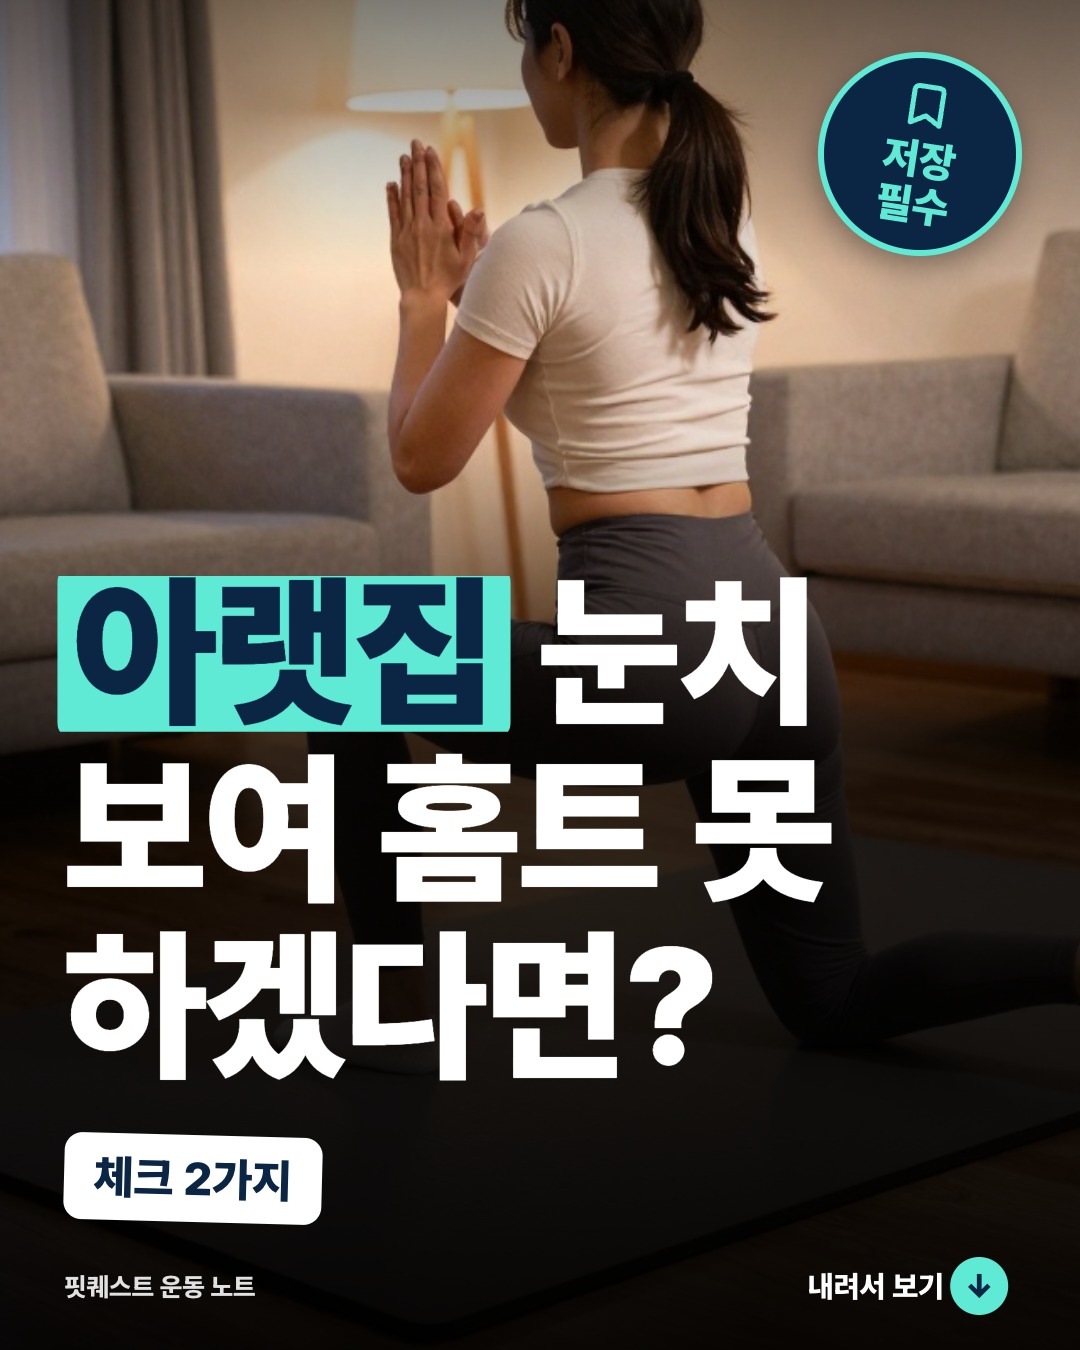 저장
필수
아랫집 눈치
보여 홈트 못
하겠다면?
체크 2가지
핏퀘스트 운동 노트
내려서 보기